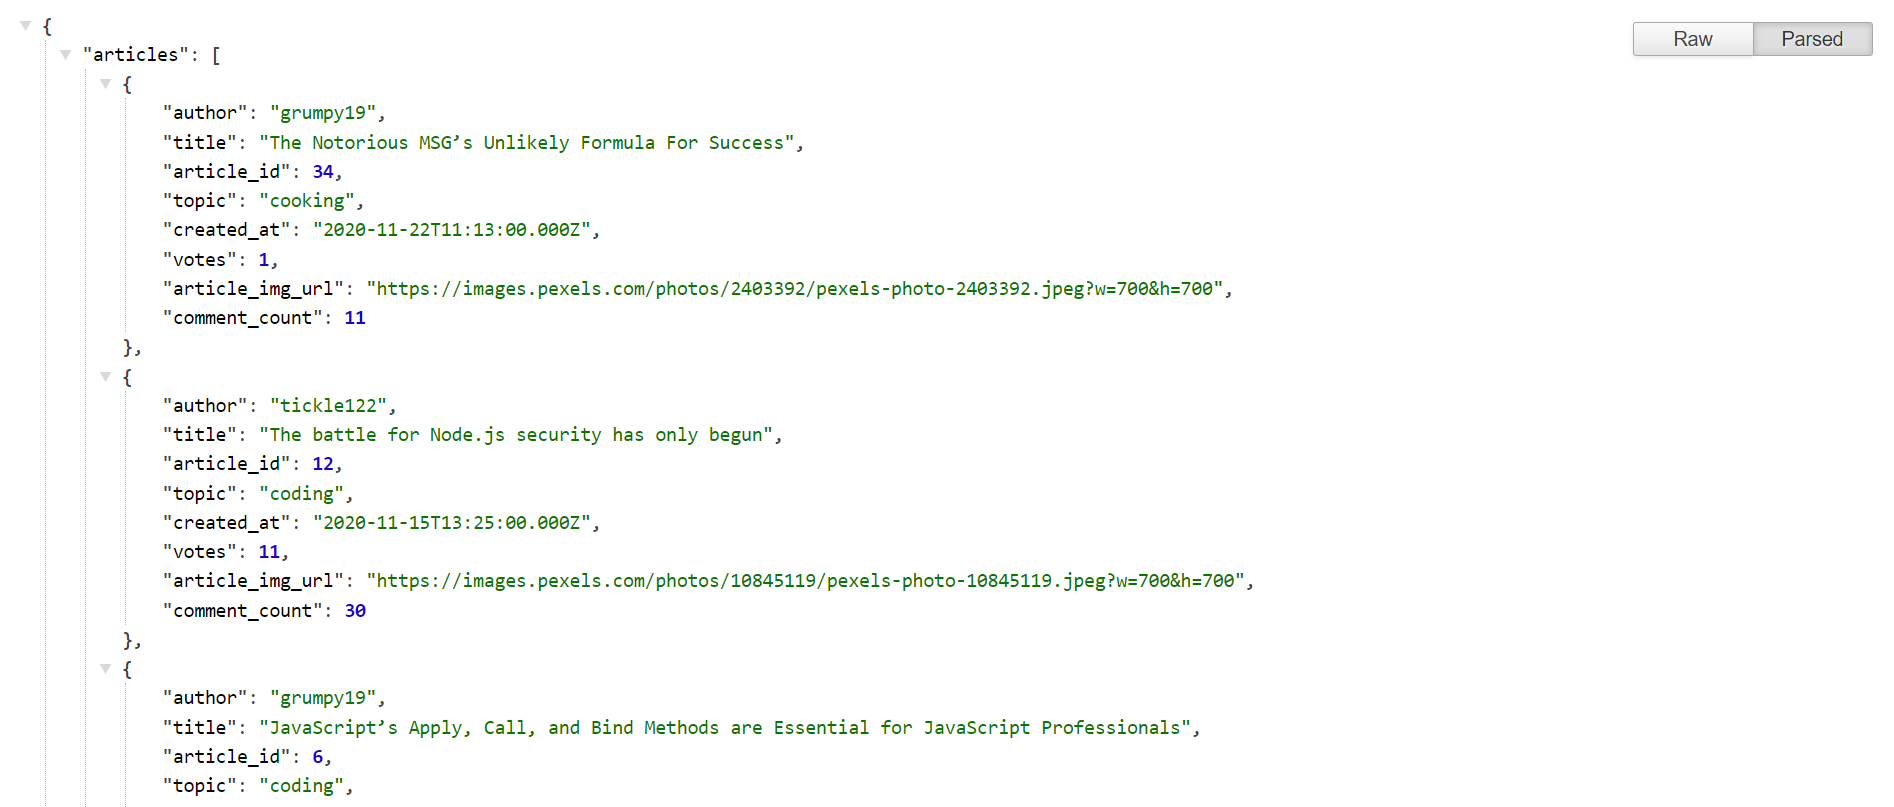 {
Raw
Parsed
"articles": [
{
"author": "grumpy19",
"title": "The Notorious MSG’s Unlikely Formula For Success",
"article_id": 34,
"topic": "cooking",
"created_at": "2020-11-22T11:13:00.000Z",
"votes": 1,
"article_img_url": "https://images.pexels.com/photos/2403392/pexels-photo-2403392.jpeg?w=700&h=700",
"comment_count": 11
},
{
"author": "tickle122",
"title": "The battle for Node.js security has only begun",
"article_id": 12,
"topic": "coding",
"created_at": "2020-11-15T13:25:00.000Z",
"votes": 11,
"article_img_url": "https://images.pexels.com/photos/10845119/pexels-photo-10845119.jpeg?w=700&h=700",
"comment_count": 30
},
{
"author": "grumpy19",
"title": "JavaScript’s Apply, Call, and Bind Methods are Essential for JavaScript Professionals",
"article_id": 6,
"topic": "coding",